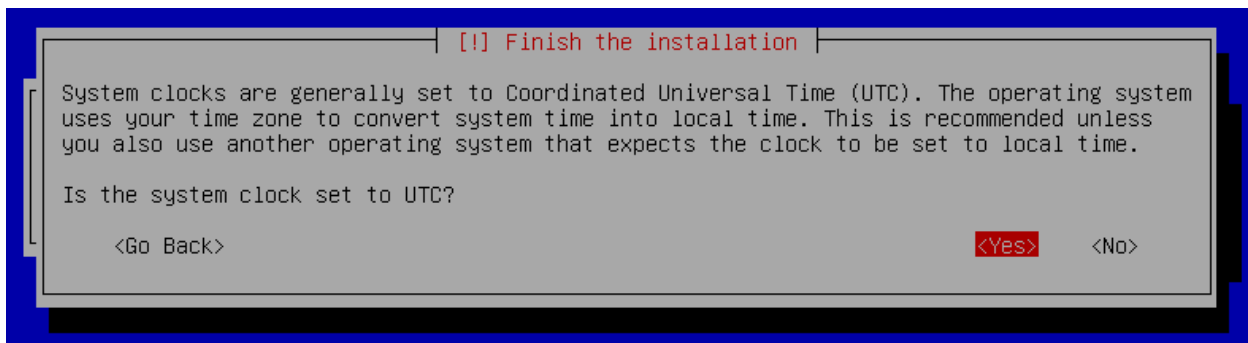 [!] Finish the installation
System clocks are generally set to Coordinated Universal Time (UTC). The operating system
uses your time zone to convert system time into local time. This is recommended unless
you also use another operating system that expects the clock to be set to local time.
Is the system clock set to UTC?
<Go Back> <Yes> <No>